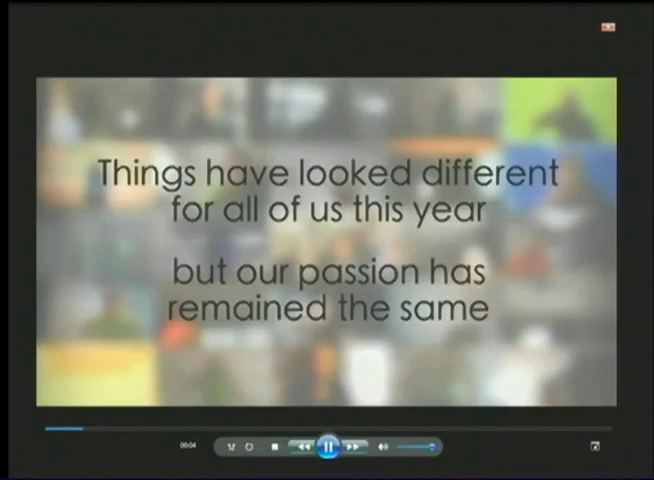 Things have looked different
for all of us this year
but our passion has
remained the same
00:04